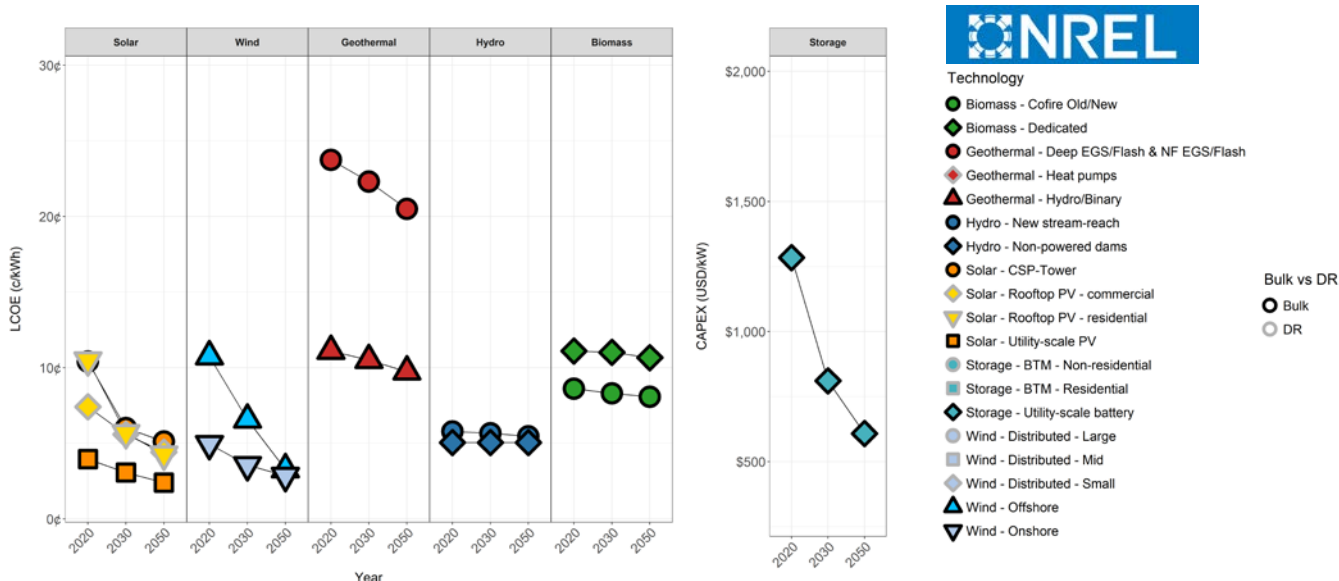 Solar
Wind
Geothermal
Hydro
Biomass
30¢
20¢
10¢
0¢
LCOE (c/kWh)
2020
2030
2050
2020
2030
2050
2020
2030
2050
2020
2030
2050
2020
2030
2050
Year
Storage
$2,000
$1,500
$1,000
$500
CAPEX (USD/kW)
2020
2030
2050
NREL
Technology
Biomass - Cofire Old/New
Biomass - Dedicated
Geothermal - Deep EGS/Flash & NF EGS/Flash
Geothermal - Heat pumps
Geothermal - Hydro/Binary
Hydro - New stream-reach
Hydro - Non-powered dams
Solar - CSP-Tower
Solar - Rooftop PV - commercial
Solar - Rooftop PV - residential
Solar - Utility-scale PV
Storage - BTM - Non-residential
Storage - BTM - Residential
Storage - Utility-scale battery
Wind - Distributed - Large
Wind - Distributed - Mid
Wind - Distributed - Small
Wind - Offshore
Wind - Onshore
Bulk vs DR
Bulk
DR